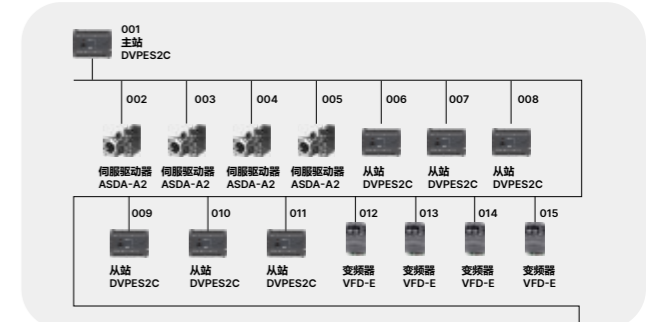 001
主站
DVPES2C
002 003 004 005 006 007 008
伺服驱动器 伺服驱动器 伺服驱动器 伺服驱动器 从站 从站 从站
ASDA-A2 ASDA-A2 ASDA-A2 ASDA-A2 DVPES2C DVPES2C DVPES2C
009 010 011 012 013 014 015
从站 从站 从站 变频器 变频器 变频器 变频器
DVPES2C DVPES2C DVPES2C VFD-E VFD-E VFD-E VFD-E